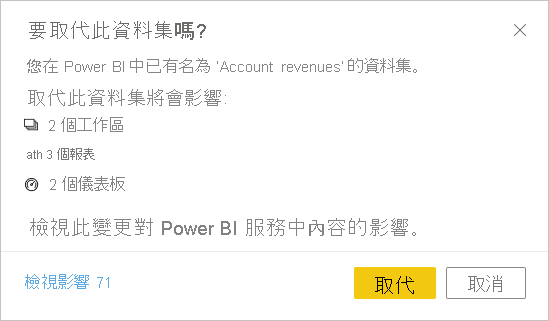 要取代此資料集嗎?
您在 Power BI 中已有名為 'Account revenues' 的資料集。
取代此資料集將會影響:
2 個工作區
ath 3 個報表
2 個儀表板
檢視此變更對 Power BI 服務中內容的影響。
檢視影響 71
取代
取消